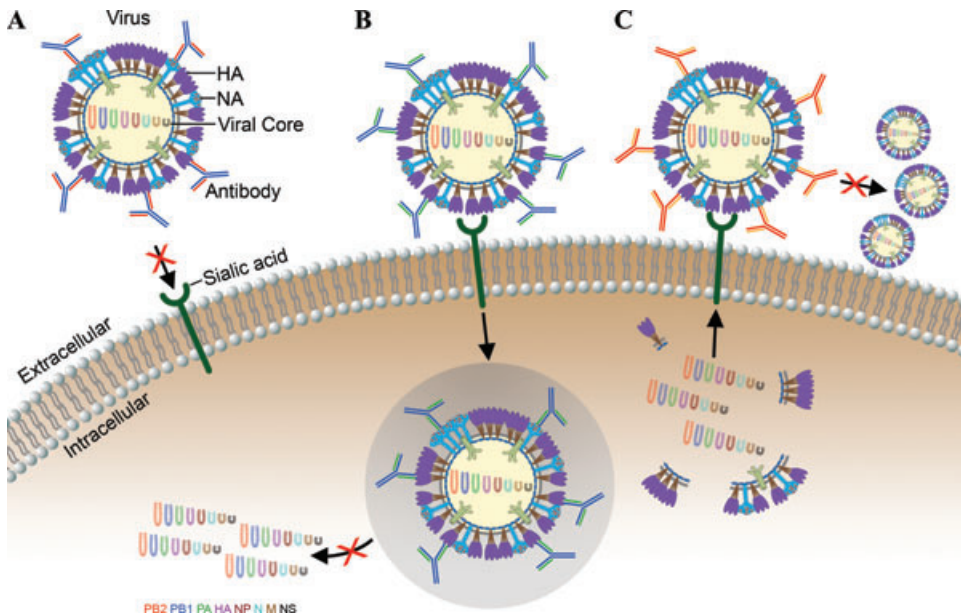 A
B
C
Virus
HA
NA
Viral Core
Antibody
Sialic acid
Extracellular
Intracellular
PB2 PB1 PA HA NP N M NS